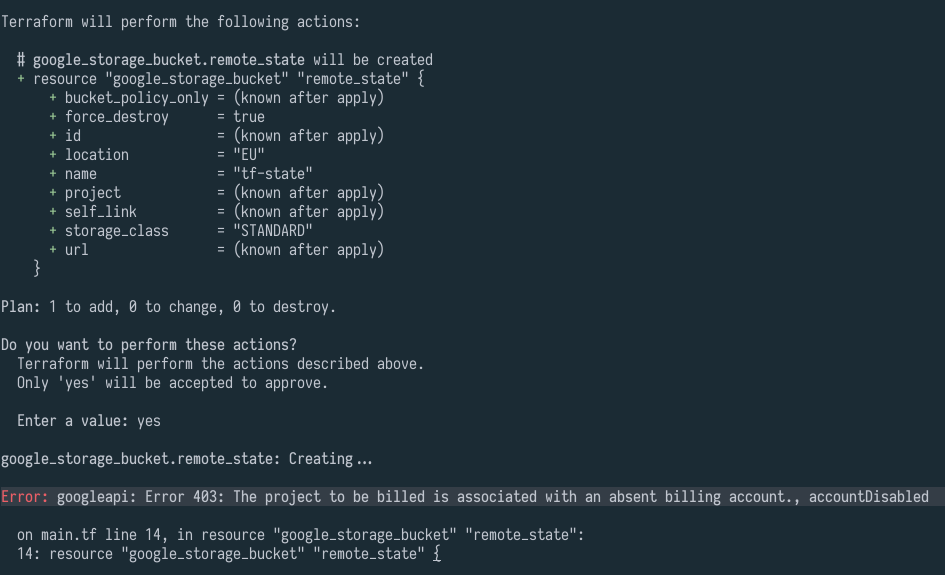 Terraform will perform the following actions:
# google_storage_bucket.remote_state will be created
+ resource "google_storage_bucket" "remote_state" {
+ bucket_policy_only = (known after apply)
+ force_destroy = true
+ id = (known after apply)
+ location = "EU"
+ name = "tf-state"
+ project = (known after apply)
+ self_link = (known after apply)
+ storage_class = "STANDARD"
+ url = (known after apply)
}
Plan: 1 to add, 0 to change, 0 to destroy.
Do you want to perform these actions?
Terraform will perform the actions described above.
Only 'yes' will be accepted to approve.
Enter a value: yes
google_storage_bucket.remote_state: Creating...
Error: googleapi: Error 403: The project to be billed is associated with an absent billing account., accountDisabled
on main.tf line 14, in resource "google_storage_bucket" "remote_state":
14: resource "google_storage_bucket" "remote_state" {